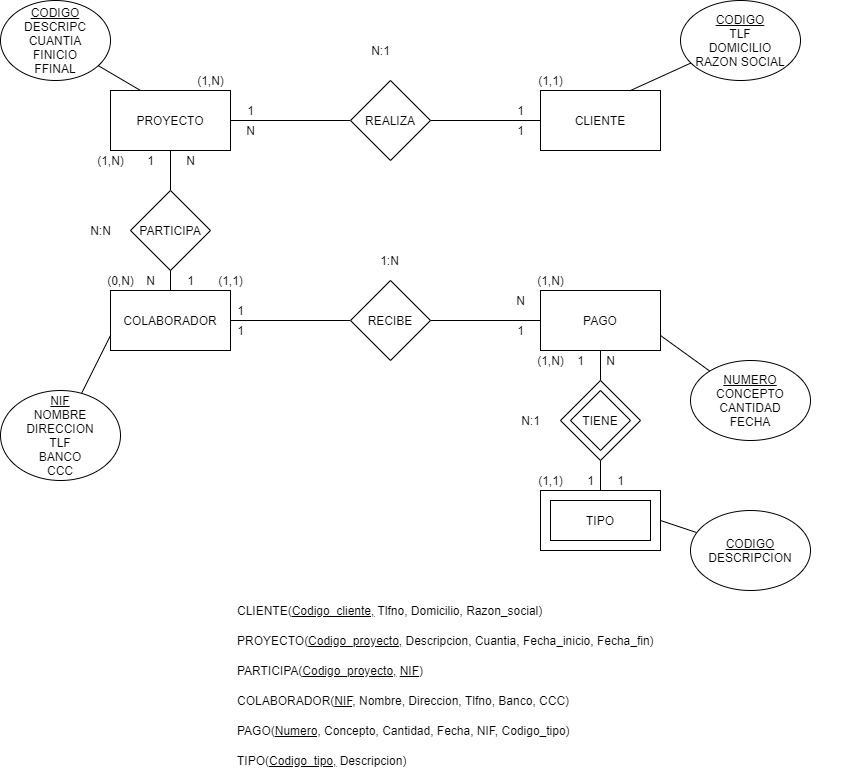 CODIGO
DESCRIPC
CUANTIA
FINICIO
FFINAL
CODIGO
TLF
DOMICILIO
RAZON SOCIAL
N:1
(1,N)
(1,1)
PROYECTO
1
N
REALIZA
1
1
CLIENTE
(1,N)
1
N
N:N
PARTICIPA
1:N
(0,N)
N
1
(1,1)
(1,N)
COLABORADOR
1
1
RECIBE
N
1
PAGO
(1,N)
1
N
NUMERO
CONCEPTO
CANTIDAD
FECHA
NIF
NOMBRE
DIRECCION
TLF
BANCO
CCC
N:1
TIENE
(1,1)
1
1
TIPO
CODIGO
DESCRIPCION
CLIENTE(Codigo_cliente, Tlfno, Domicilio, Razon_social)
PROYECTO(Codigo_proyecto, Descripcion, Cuantia, Fecha_inicio, Fecha_fin)
PARTICIPA(Codigo_proyecto, NIF)
COLABORADOR(NIF, Nombre, Direccion, Tlfno, Banco, CCC)
PAGO(Numero, Concepto, Cantidad, Fecha, NIF, Codigo_tipo)
TIPO(Codigo_tipo, Descripcion)